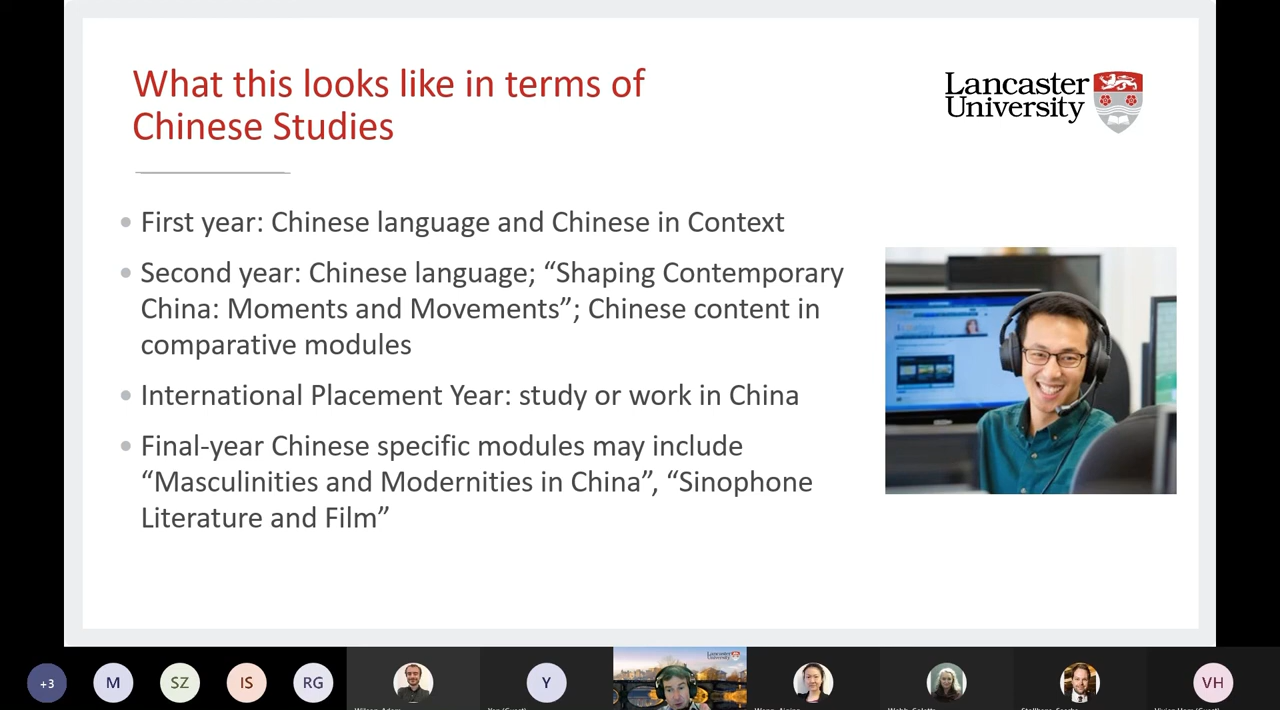 What this looks like in terms of
Chinese Studies
Lancaster
University
• First year: Chinese language and Chinese in Context
• Second year: Chinese language; “Shaping Contemporary
China: Moments and Movements”; Chinese content in
comparative modules
• International Placement Year: study or work in China
• Final-year Chinese specific modules may include
“Masculinities and Modernities in China”, “Sinophone
Literature and Film”
+3
M
SZ
IS
RG
Y
Lancaster
University
VH